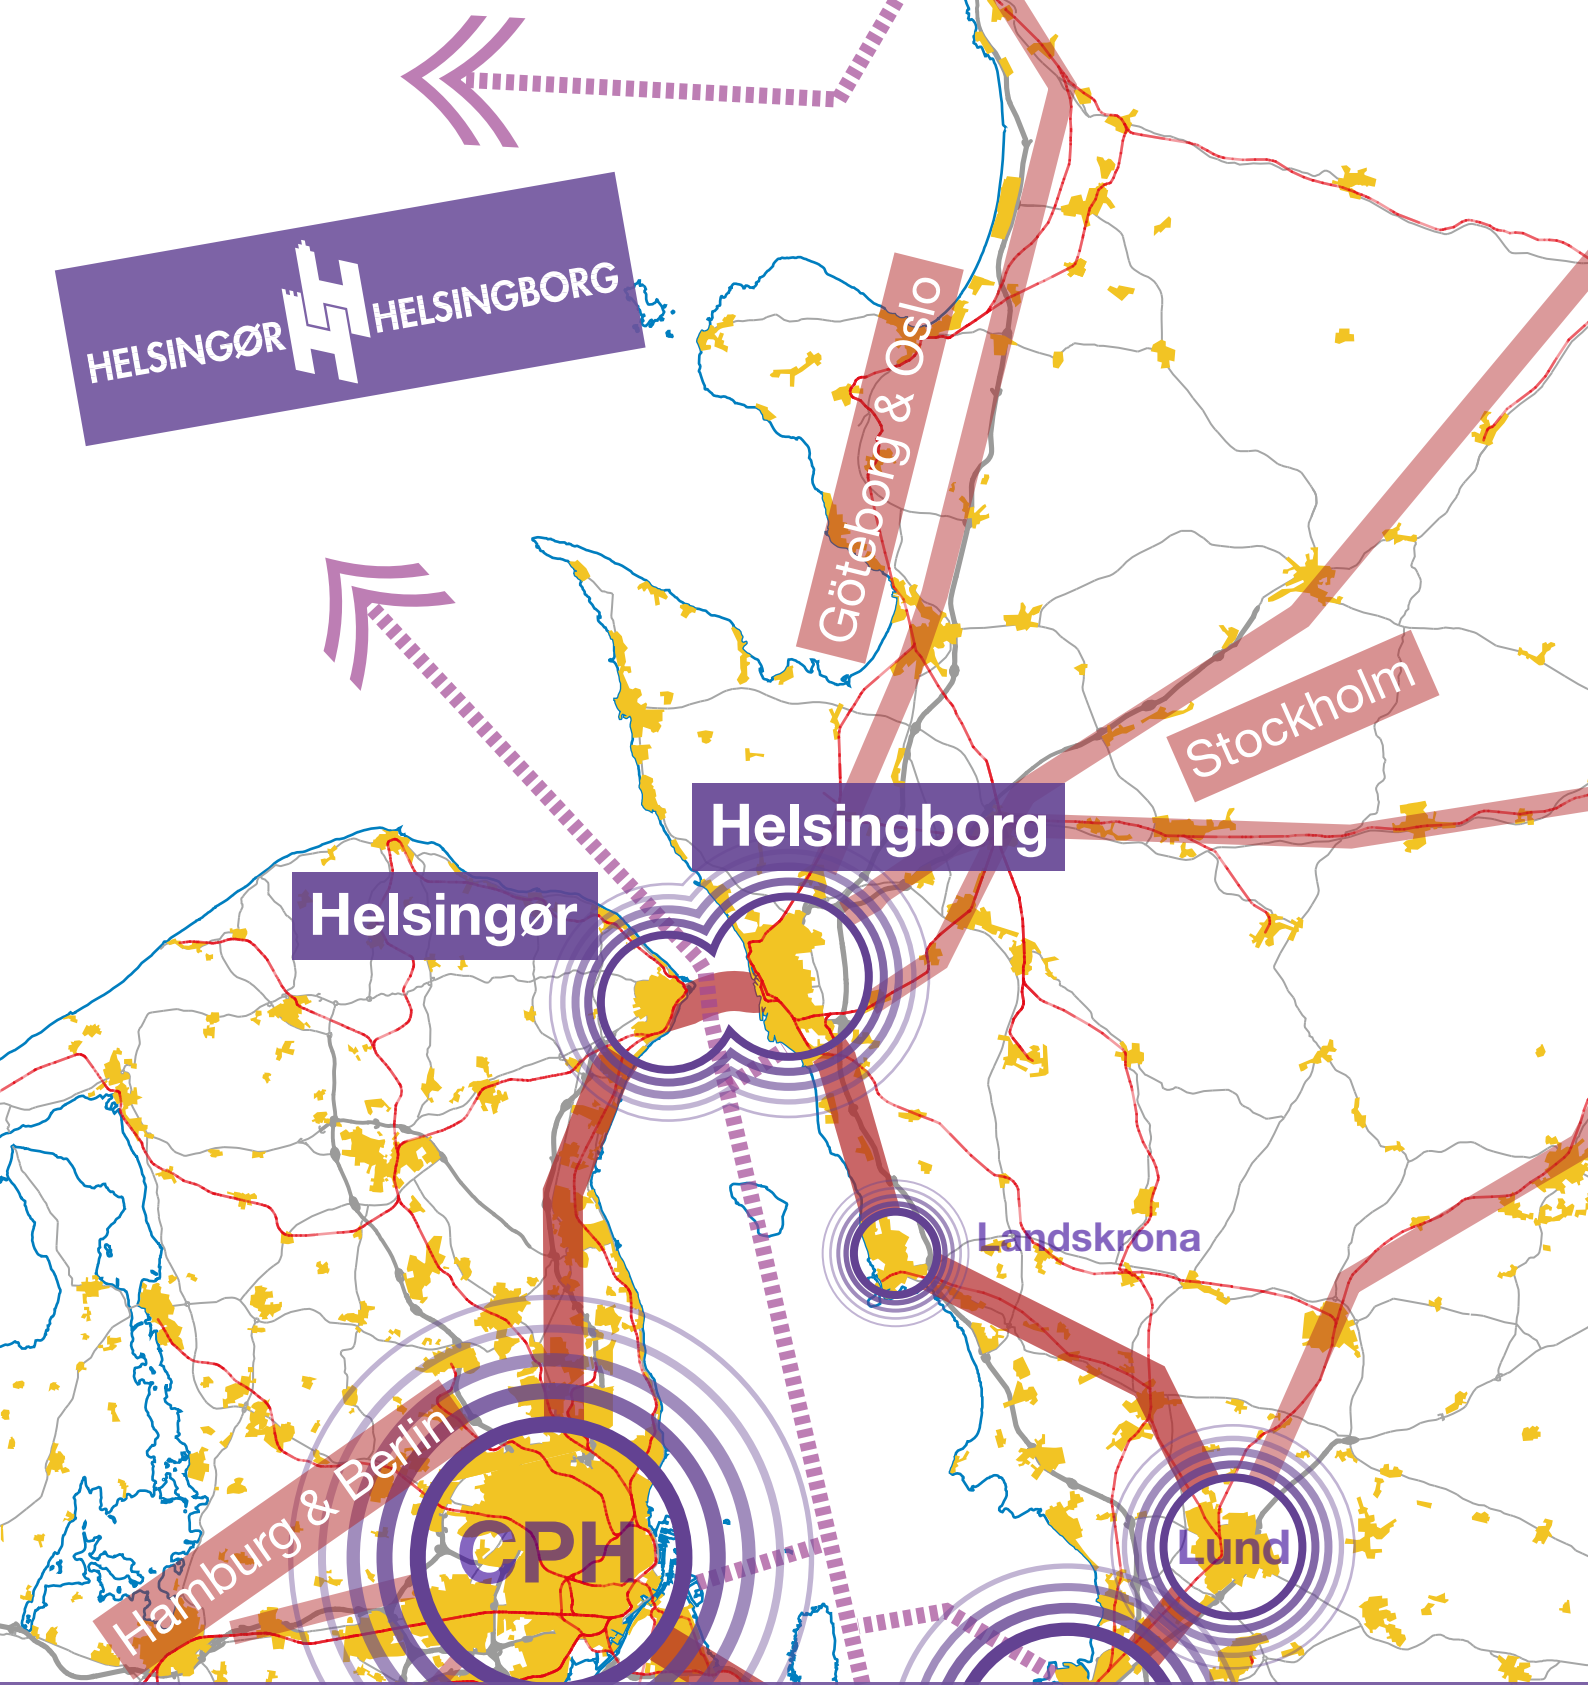 HELSINGØR HELSINGBORG
Göteborg & Oslo
Stockholm
Helsingborg
Helsingør
Landskrona
Hamburg & Berlin
CPH
Lund